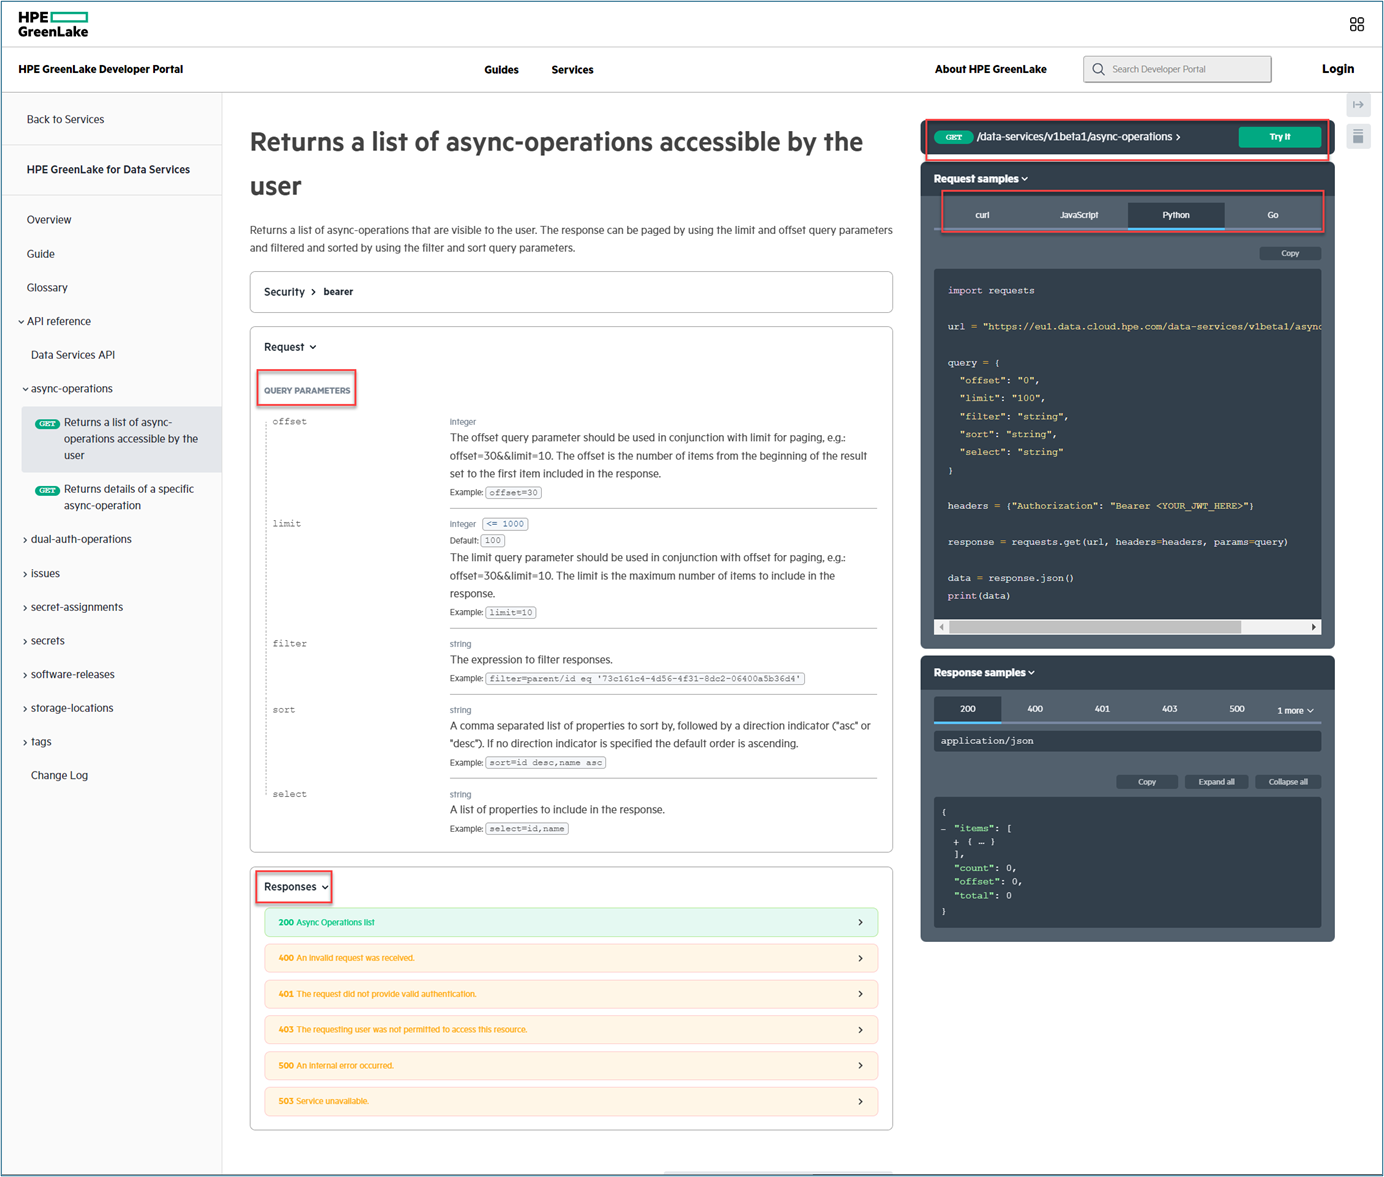 HPE
GreenLake
HPE GreenLake Developer Portal
Guides
Services
About HPE GreenLake
Search Developer Portal
Login
Back to Services
HPE GreenLake for Data Services
Overview
Guide
Glossary
API reference
Data Services API
async-operations
GET Returns a list of async-
operations accessible by the
user
GET Returns details of a specific
async-operation
dual-auth-operations
issues
secret-assignments
secrets
software-releases
storage-locations
tags
Change Log
Returns a list of async-operations accessible by the
user
Returns a list of async-operations that are visible to the user. The response can be paged by using the limit and offset query parameters
and filtered and sorted by using the filter and sort query parameters.
Security > bearer
Request
QUERY PARAMETERS
offset
integer
The offset query parameter should be used in conjunction with limit for paging, e.g.:
offset=30&&limit=10. The offset is the number of items from the beginning of the result
set to the first item included in the response.
Example: offset=30
limit
integer <= 1000
Default: 100
The limit query parameter should be used in conjunction with offset for paging, e.g.:
offset=30&&limit=10. The limit is the maximum number of items to include in the
response.
Example: limit=10
filter
string
The expression to filter responses.
Example: filter=parent/id eq '73c161c4-4d56-4f31-8dc2-06400a5b36d4'
sort
string
A comma separated list of properties to sort by, followed by a direction indicator ("asc" or
"desc"). If no direction indicator is specified the default order is ascending.
Example: sort=id desc,name asc
select
string
A list of properties to include in the response.
Example: select=id,name
Responses
200 Async Operations list
400 An invalid request was received.
401 The request did not provide valid authentication.
403 The requesting user was not permitted to access this resource.
500 An internal error occurred.
503 Service unavailable.
GET /data-services/v1beta1/async-operations >
Try It
Request samples
curl
JavaScript
Python
Go
Copy
import requests
url = "https://eu1.data.cloud.hpe.com/data-services/v1beta1/async
query = {
"offset": "0",
"limit": "100",
"filter": "string",
"sort": "string",
"select": "string"
}
headers = {"Authorization": "Bearer <YOUR_JWT_HERE>"}
response = requests.get(url, headers=headers, params=query)
data = response.json()
print(data)
Response samples
200
400
401
403
500
1 more
application/json
Copy
Expand all
Collapse all
{
– "items": [
+ { … }
],
"count": 0,
"offset": 0,
"total": 0
}